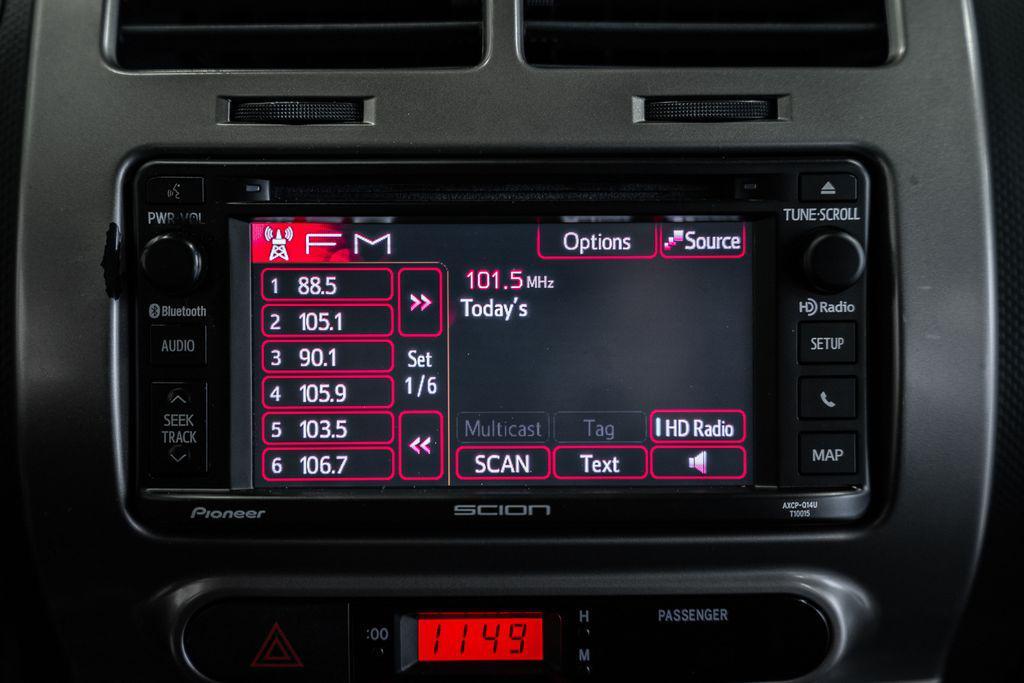 PWR·VOL
TUNE·SCROLL
FM
Options
Source
1 88.5
2 105.1
3 90.1
4 105.9
5 103.5
6 106.7
Set
1/6
101.5 MHz
Today's
Multicast
Tag
HD Radio
SCAN
Text
Bluetooth
AUDIO
SEEK
TRACK
HD Radio
SETUP
MAP
Pioneer
SCION
AXCP-Q14U
T10015
:00
1149
H
M
PASSENGER